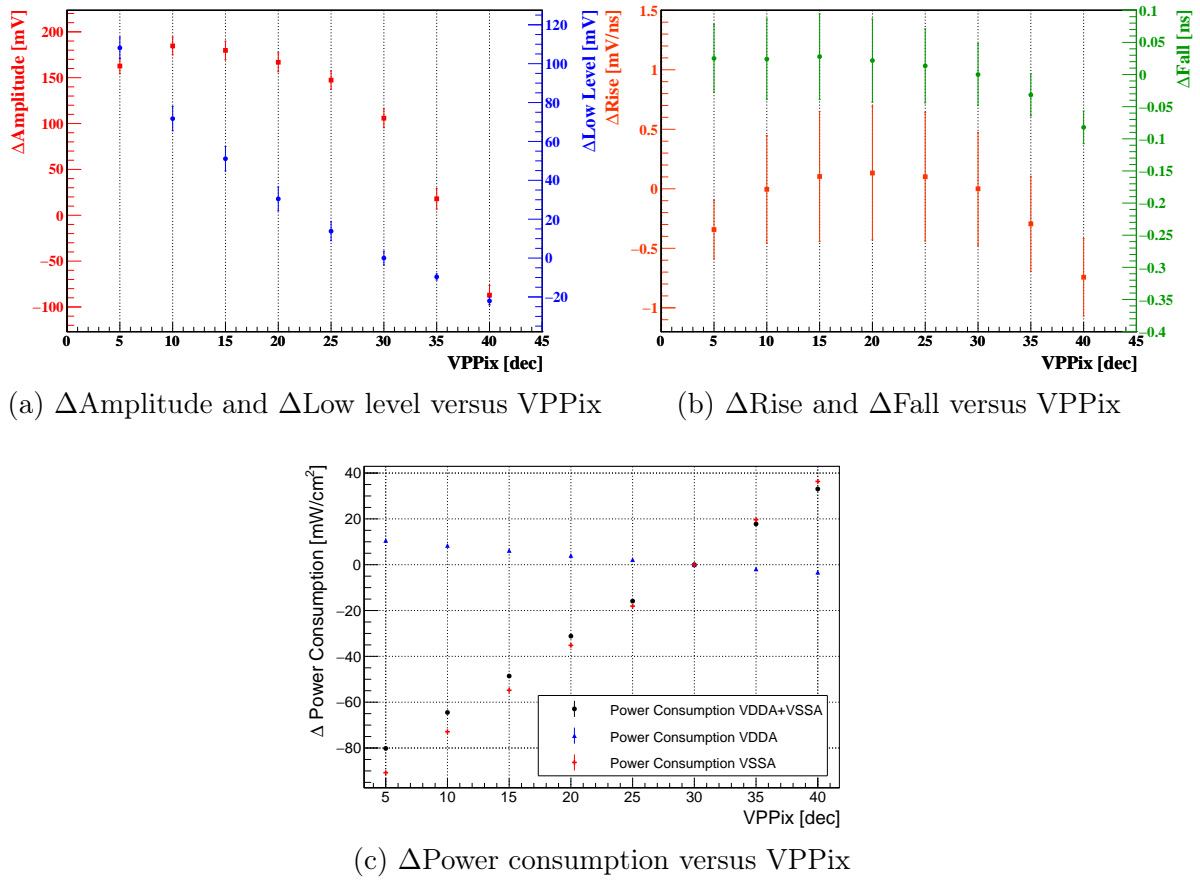 ΔAmplitude [mV]
200
150
100
50
0
−50
−100
120
100
80
60
40
20
0
−20
ΔLow Level [mV]
0 5 10 15 20 25 30 35 40 45
VPPix [dec]
(a) ΔAmplitude and ΔLow level versus VPPix
ΔRise [mV/ns]
1.5
1
0.5
0
−0.5
−1
0.1
0.05
0
−0.05
−0.1
−0.15
−0.2
−0.25
−0.3
−0.35
−0.4
ΔFall [ns]
0 5 10 15 20 25 30 35 40 45
VPPix [dec]
(b) ΔRise and ΔFall versus VPPix
Δ Power Consumption [mW/cm²]
40
20
0
−20
−40
−60
−80
Power Consumption VDDA+VSSA
Power Consumption VDDA
Power Consumption VSSA
5 10 15 20 25 30 35 40
VPPix [dec]
(c) ΔPower consumption versus VPPix